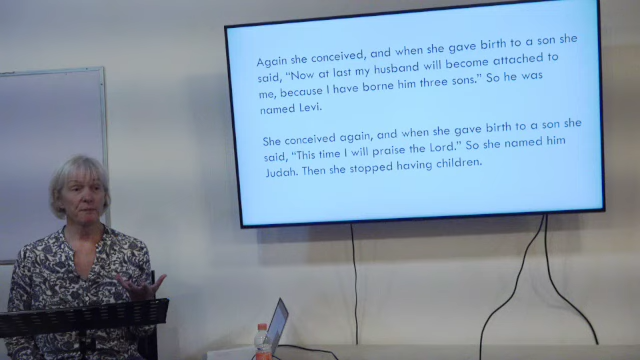 Again she conceived, and when she gave birth to a son she
said, “Now at last my husband will become attached to
me, because I have borne him three sons.” So he was
named Levi.
She conceived again, and when she gave birth to a son she
said, “This time I will praise the Lord.” So she named him
Judah. Then she stopped having children.